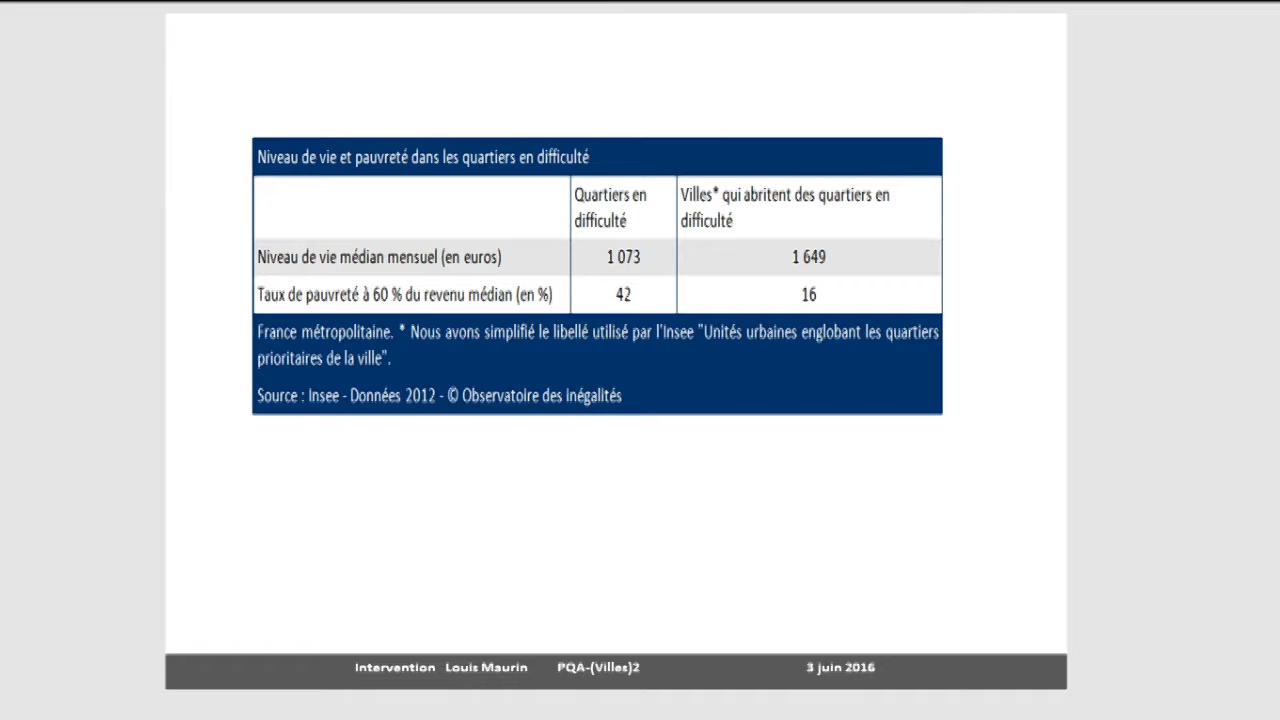 Niveau de vie et pauvreté dans les quartiers en difficulté
Quartiers en difficulté
Villes* qui abritent des quartiers en difficulté
Niveau de vie médian mensuel (en euros) 1 073 1 649
Taux de pauvreté à 60 % du revenu médian (en %) 42 16
France métropolitaine. * Nous avons simplifié le libellé utilisé par l'Insee "Unités urbaines englobant les quartiers
prioritaires de la ville".
Source : Insee - Données 2012 - © Observatoire des inégalités
Intervention Louis Maurin PQA-(Villes)2 3 juin 2016